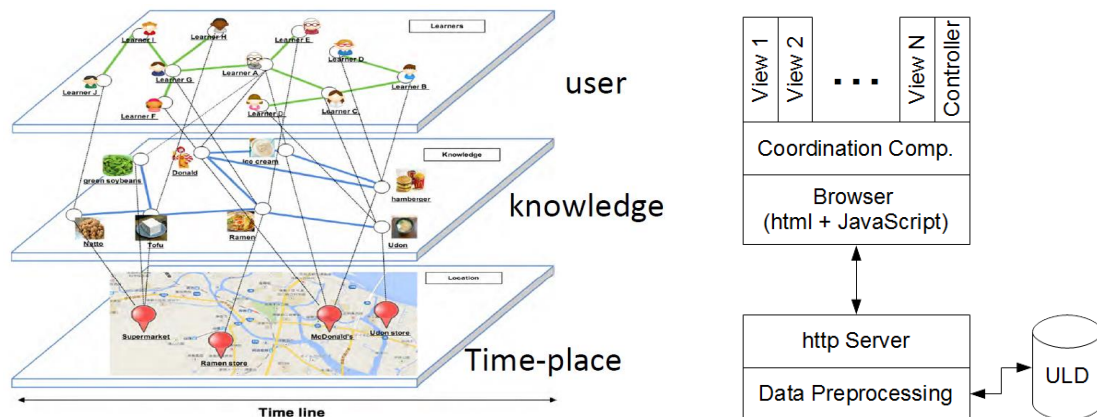 Learners
Learner I
Learner H
Learner E
Learner D
Learner G
Learner A
Learner J
Learner B
Learner F
Learner D
Learner C
user
Knowledge
green soybeans
Donald
Ice cream
hamberger
Natto
Tofu
Ramen
Udon
knowledge
Location
Supermarket
Ramen store
McDonald's
Udon store
Time-place
Time line
View 1
View 2
...
View N
Controller
Coordination Comp.
Browser
(html + JavaScript)
http Server
Data Preprocessing
ULD